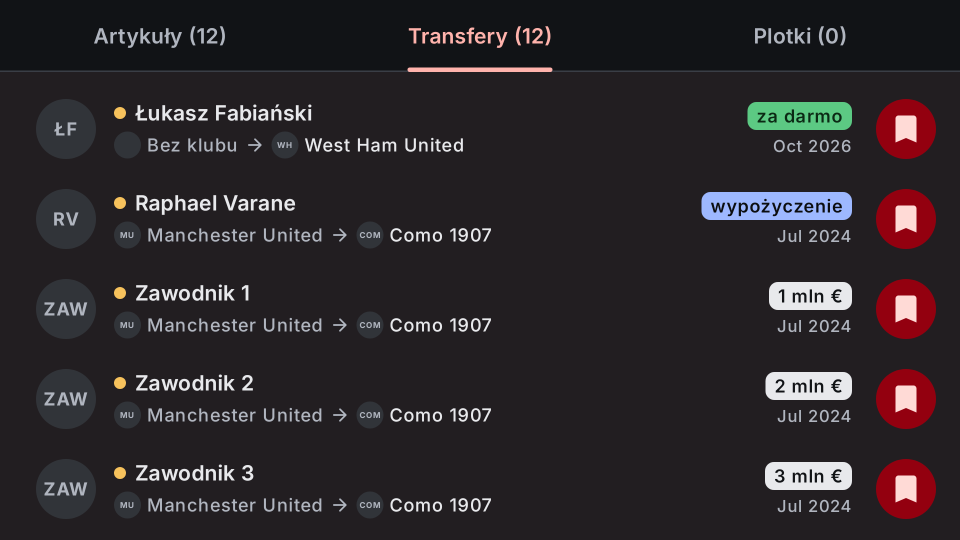 Artykuły (12) Transfery (12) Plotki (0)
ŁF Łukasz Fabiański za darmo
Bez klubu → WH West Ham United Oct 2026
RV Raphael Varane wypożyczenie
MU Manchester United → COM Como 1907 Jul 2024
ZAW Zawodnik 1 1 mln €
MU Manchester United → COM Como 1907 Jul 2024
ZAW Zawodnik 2 2 mln €
MU Manchester United → COM Como 1907 Jul 2024
ZAW Zawodnik 3 3 mln €
MU Manchester United → COM Como 1907 Jul 2024